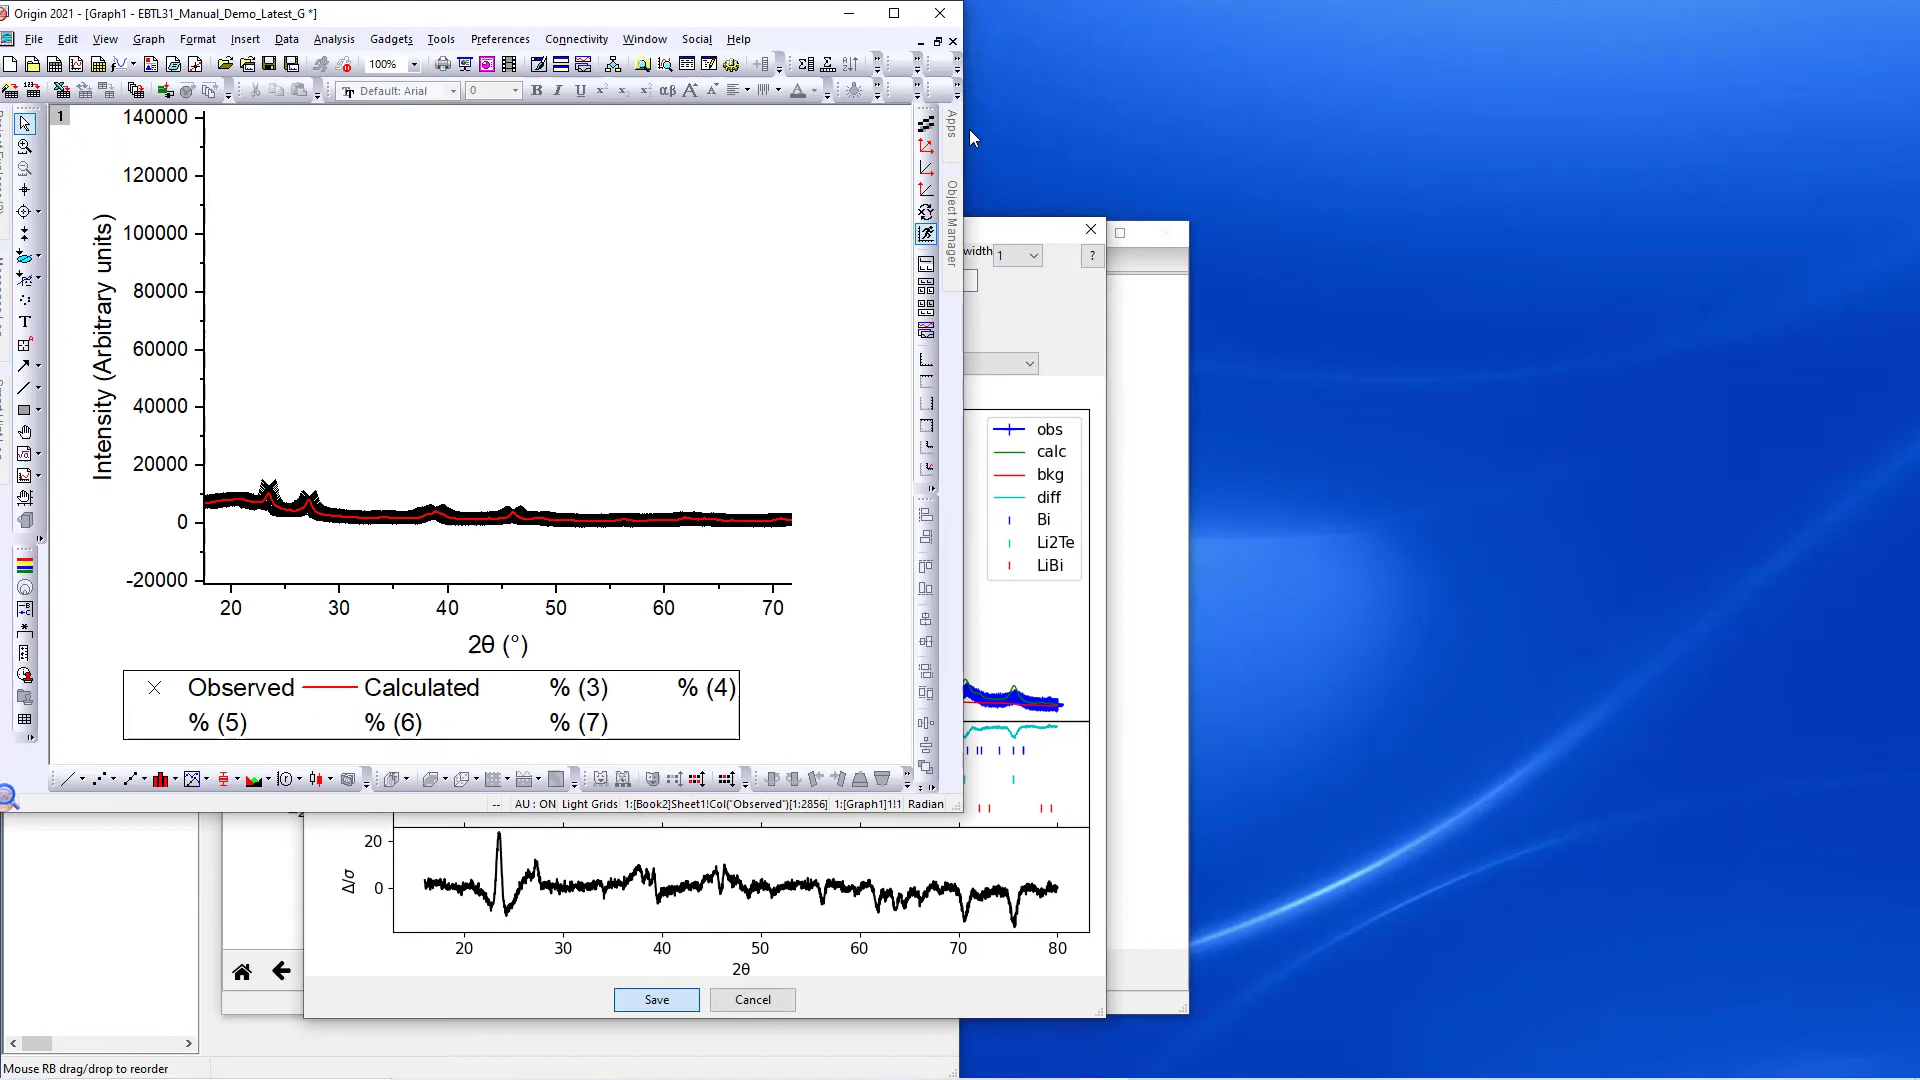 Origin 2021 - [Graph1 - EBTL31_Manual_Demo_Latest_G *]
File Edit View Graph Format Insert Data Analysis Gadgets Tools Preferences Connectivity Window Social Help
100%
Default: Arial 0 B I U
1
Apps
Object Manager
140000
120000
100000
80000
60000
40000
20000
0
-20000
Intensity (Arbitrary units)
20 30 40 50 60 70
2θ (°)
Observed Calculated % (3) % (4)
% (5) % (6) % (7)
-- AU : ON Light Grids 1:[Book2]Sheet1!Col("Observed")[1:2856] 1:[Graph1]1!1 Radian
width 1 ?
obs
calc
bkg
diff
Bi
Li2Te
LiBi
20
0
Δ/σ
20 30 40 50 60 70 80
2θ
Save Cancel
Mouse RB drag/drop to reorder